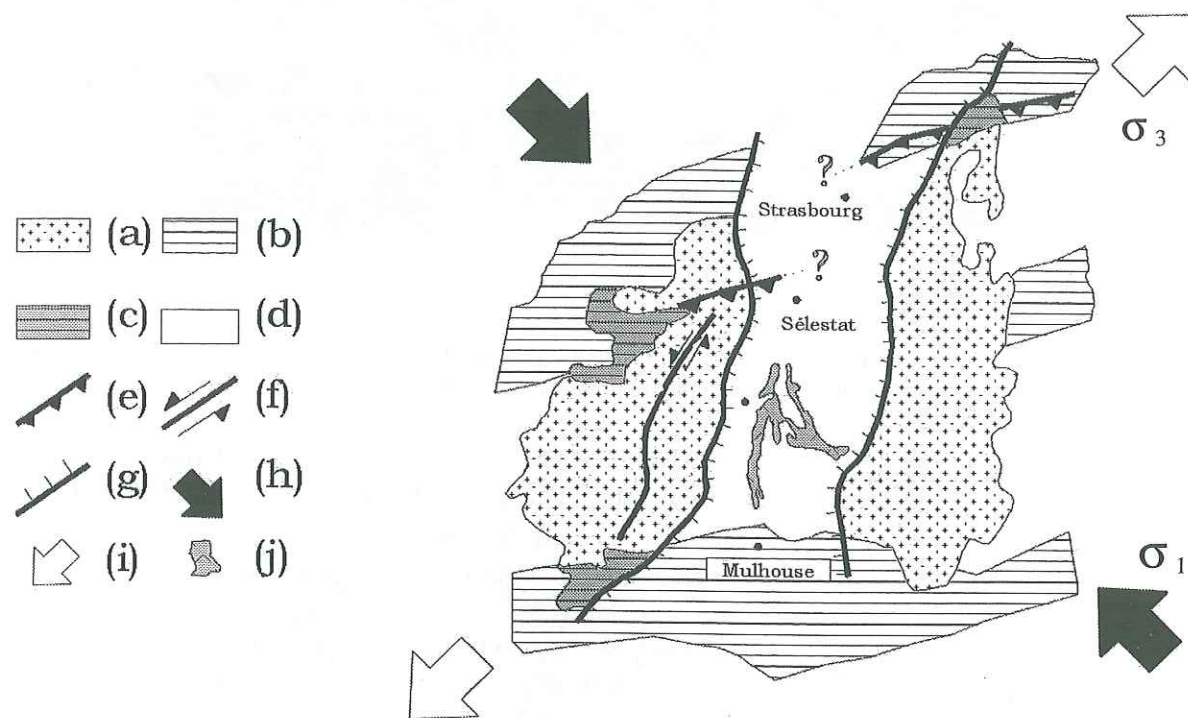 (a) (b)
(c) (d)
(e) (f)
(g) (h)
(i) (j)
σ3
?
Strasbourg
?
Sélestat
Mulhouse
σ1